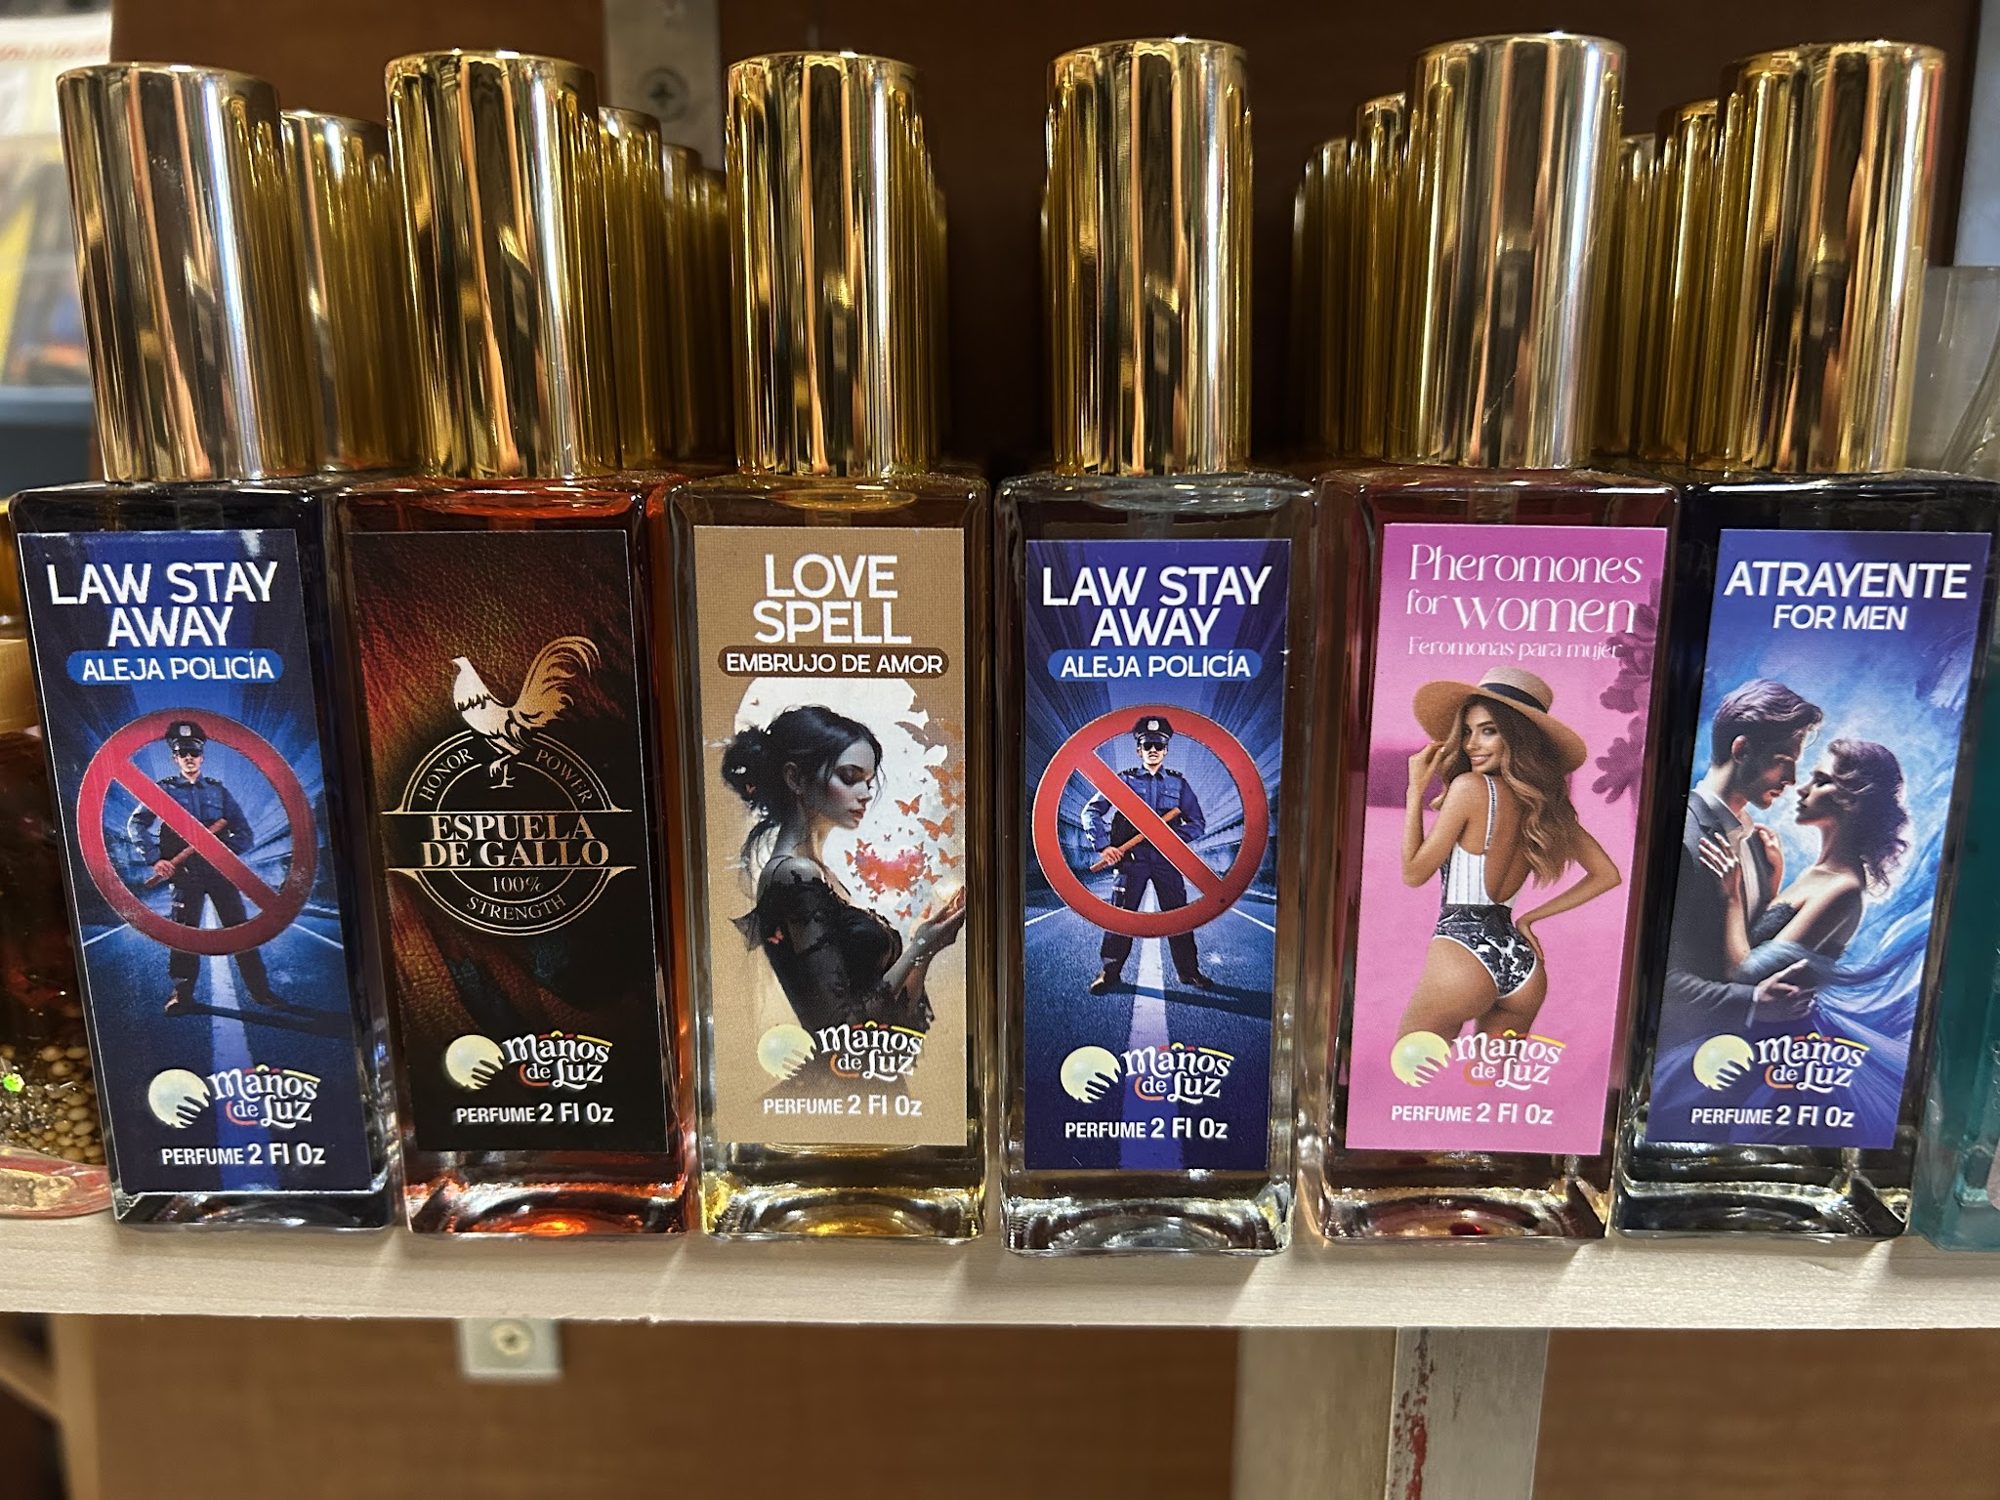 LAW STAY
AWAY
ALEJA POLICÍA
Manos
de Luz
PERFUME 2 Fl Oz
HONOR POWER
ESPUELA
DE GALLO
100%
STRENGTH
Manos
de Luz
PERFUME 2 Fl Oz
LOVE
SPELL
EMBRUJO DE AMOR
Manos
de Luz
PERFUME 2 Fl Oz
LAW STAY
AWAY
ALEJA POLICÍA
Manos
de Luz
PERFUME 2 Fl Oz
Pheromones
for women
Feromonas para mujer
Manos
de Luz
PERFUME 2 Fl Oz
ATRAYENTE
FOR MEN
Manos
de Luz
PERFUME 2 Fl Oz